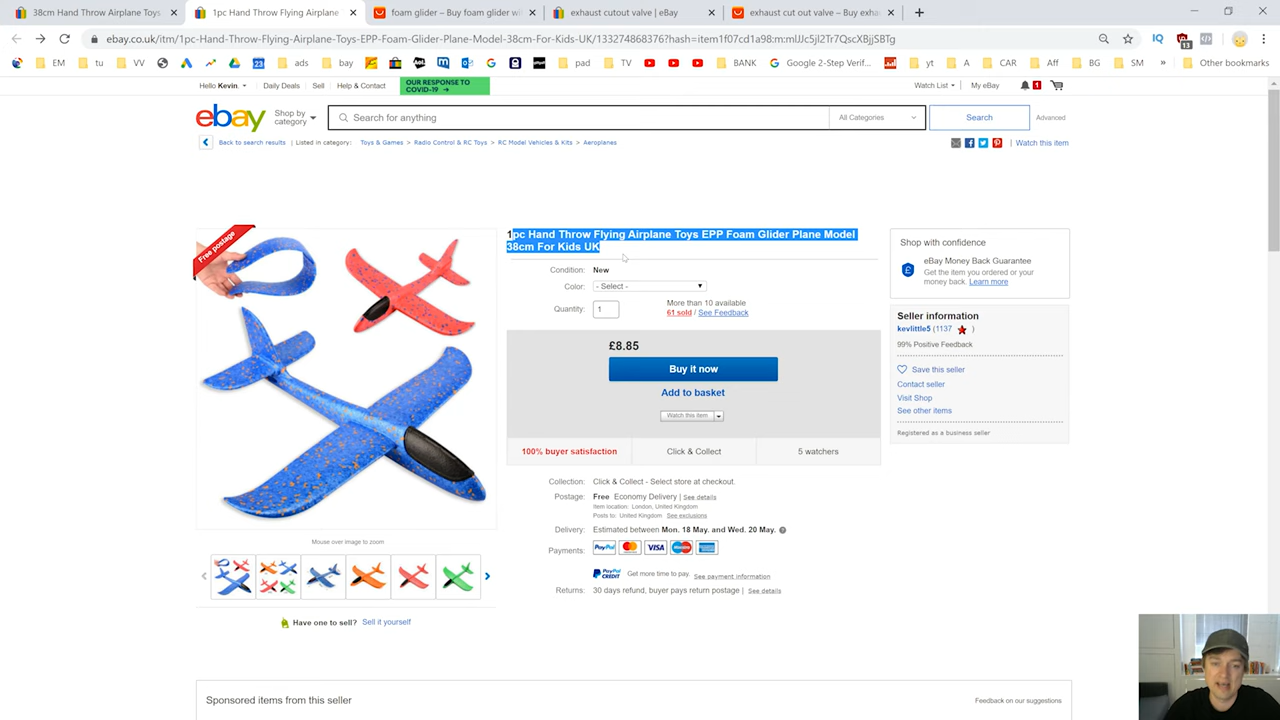 38cm Hand Throw Flying Airplane
1pc Hand Throw Flying Airplane
foam glider – Buy foam glider wi
exhaust cutout valve | eBay
exhaust cut out valve – Buy exha
ebay.co.uk/itm/1pc-Hand-Throw-Flying-Airplane-Toys-EPP-Foam-Glider-Plane-Model-38cm-For-Kids-UK/133274868376?hash=item1f07cd1a98:m:mlJJc5jI2Tr7QscXBjjSBTg
EM tu VV 23 ads bay pad TV BANK Google 2-Step Verif... yt A CAR Aff BG SM » Other bookmarks
Hello Kevin. Daily Deals Sell Help & Contact
OUR RESPONSE TO
COVID-19 →
Watch List My eBay 1
ebay
Shop by
category
Search for anything
All Categories
Search
Advanced
Back to search results | Listed in category: Toys & Games > Radio Control & RC Toys > RC Model Vehicles & Kits > Aeroplanes
| Watch this item
Free postage
1pc Hand Throw Flying Airplane Toys EPP Foam Glider Plane Model
38cm For Kids UK
Condition: New
Color: - Select -
Quantity: 1
More than 10 available
61 sold / See Feedback
£8.85
Buy it now
Add to basket
Watch this item
100% buyer satisfaction
Click & Collect
5 watchers
Collection: Click & Collect - Select store at checkout.
Postage: Free Economy Delivery | See details
Item location: London, United Kingdom
Posts to: United Kingdom See exclusions
Delivery: Estimated between Mon. 18 May. and Wed. 20 May.
Payments: PayPal VISA
PayPal CREDIT Get more time to pay. See payment information
Returns: 30 days refund, buyer pays return postage | See details
Shop with confidence
eBay Money Back Guarantee
Get the item you ordered or your
money back. Learn more
Seller information
kevlittle5 (1137 )
99% Positive Feedback
Save this seller
Contact seller
Visit Shop
See other items
Registered as a business seller
Mouse over image to zoom
Have one to sell? Sell it yourself
Sponsored items from this seller
Feedback on our suggestions